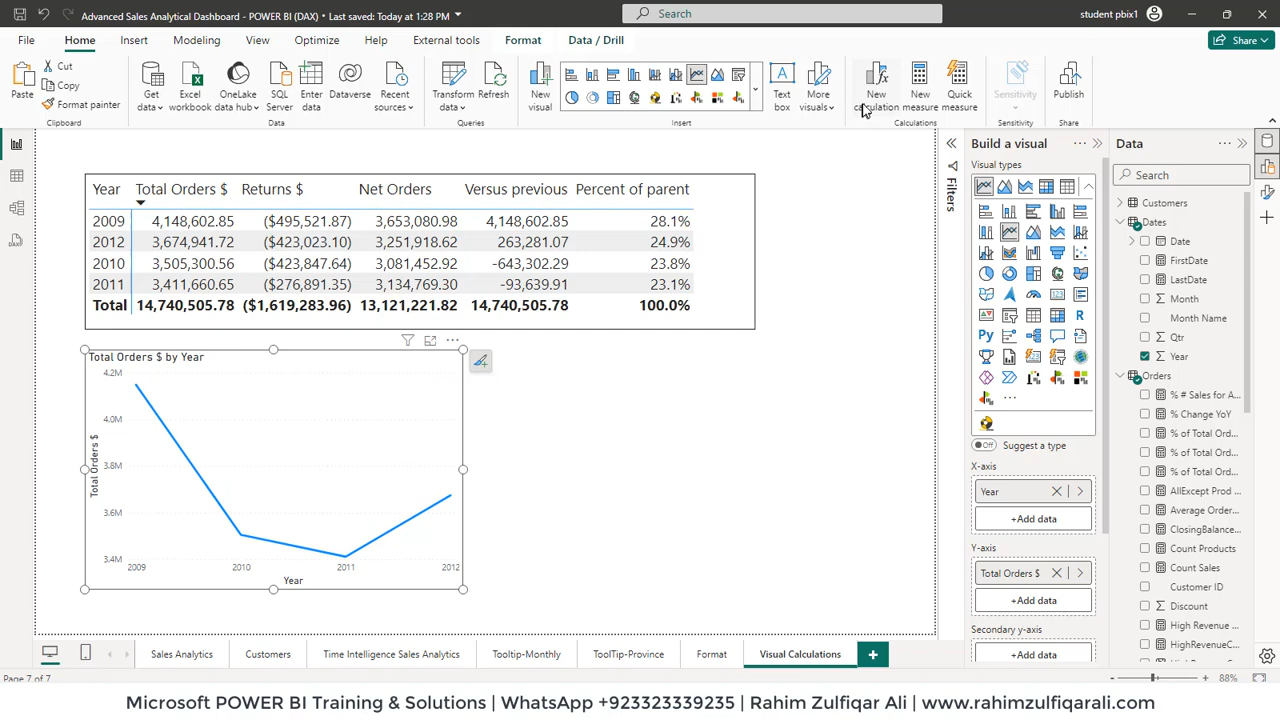 Advanced Sales Analytical Dashboard - POWER BI (DAX) • Last saved: Today at 1:28 PM
Search
student pbix1
File Home Insert Modeling View Optimize Help External tools Format Data / Drill
Share
Paste
Cut
Copy
Format painter
Get data
Excel workbook
OneLake data hub
SQL Server
Enter data
Dataverse
Recent sources
Transform data
Refresh
New visual
Text box
More visuals
New calculation
New measure
Quick measure
Sensitivity
Publish
Clipboard Data Queries Insert Calculations Sensitivity Share
Year Total Orders $ Returns $ Net Orders Versus previous Percent of parent
2009 4,148,602.85 ($495,521.87) 3,653,080.98 4,148,602.85 28.1%
2012 3,674,941.72 ($423,023.10) 3,251,918.62 263,281.07 24.9%
2010 3,505,300.56 ($423,847.64) 3,081,452.92 -643,302.29 23.8%
2011 3,411,660.65 ($276,891.35) 3,134,769.30 -93,639.91 23.1%
Total 14,740,505.78 ($1,619,283.96) 13,121,221.82 14,740,505.78 100.0%
Total Orders $ by Year
4.2M
4.0M
3.8M
3.6M
3.4M
Total Orders $
2009 2010 2011 2012
Year
Filters
Build a visual
Visual types
R
Py
Off Suggest a type
X-axis
Year
+Add data
Y-axis
Total Orders $
+Add data
Secondary y-axis
+Add data
Data
Search
Customers
Dates
Date
FirstDate
LastDate
Month
Month Name
Qtr
Year
Orders
% # Sales for A...
% Change YoY
% of Total Ord...
% of Total Ord...
% of Total Ord...
AllExcept Prod ...
Average Order...
ClosingBalance...
Count Products
Count Sales
Customer ID
Discount
High Revenue ...
HighRevenueC...
Sales Analytics Customers Time Intelligence Sales Analytics Tooltip-Monthly ToolTip-Province Format Visual Calculations
Page 7 of 7
88%
Microsoft POWER BI Training & Solutions | WhatsApp +923323339235 | Rahim Zulfiqar Ali | www.rahimzulfiqarali.com